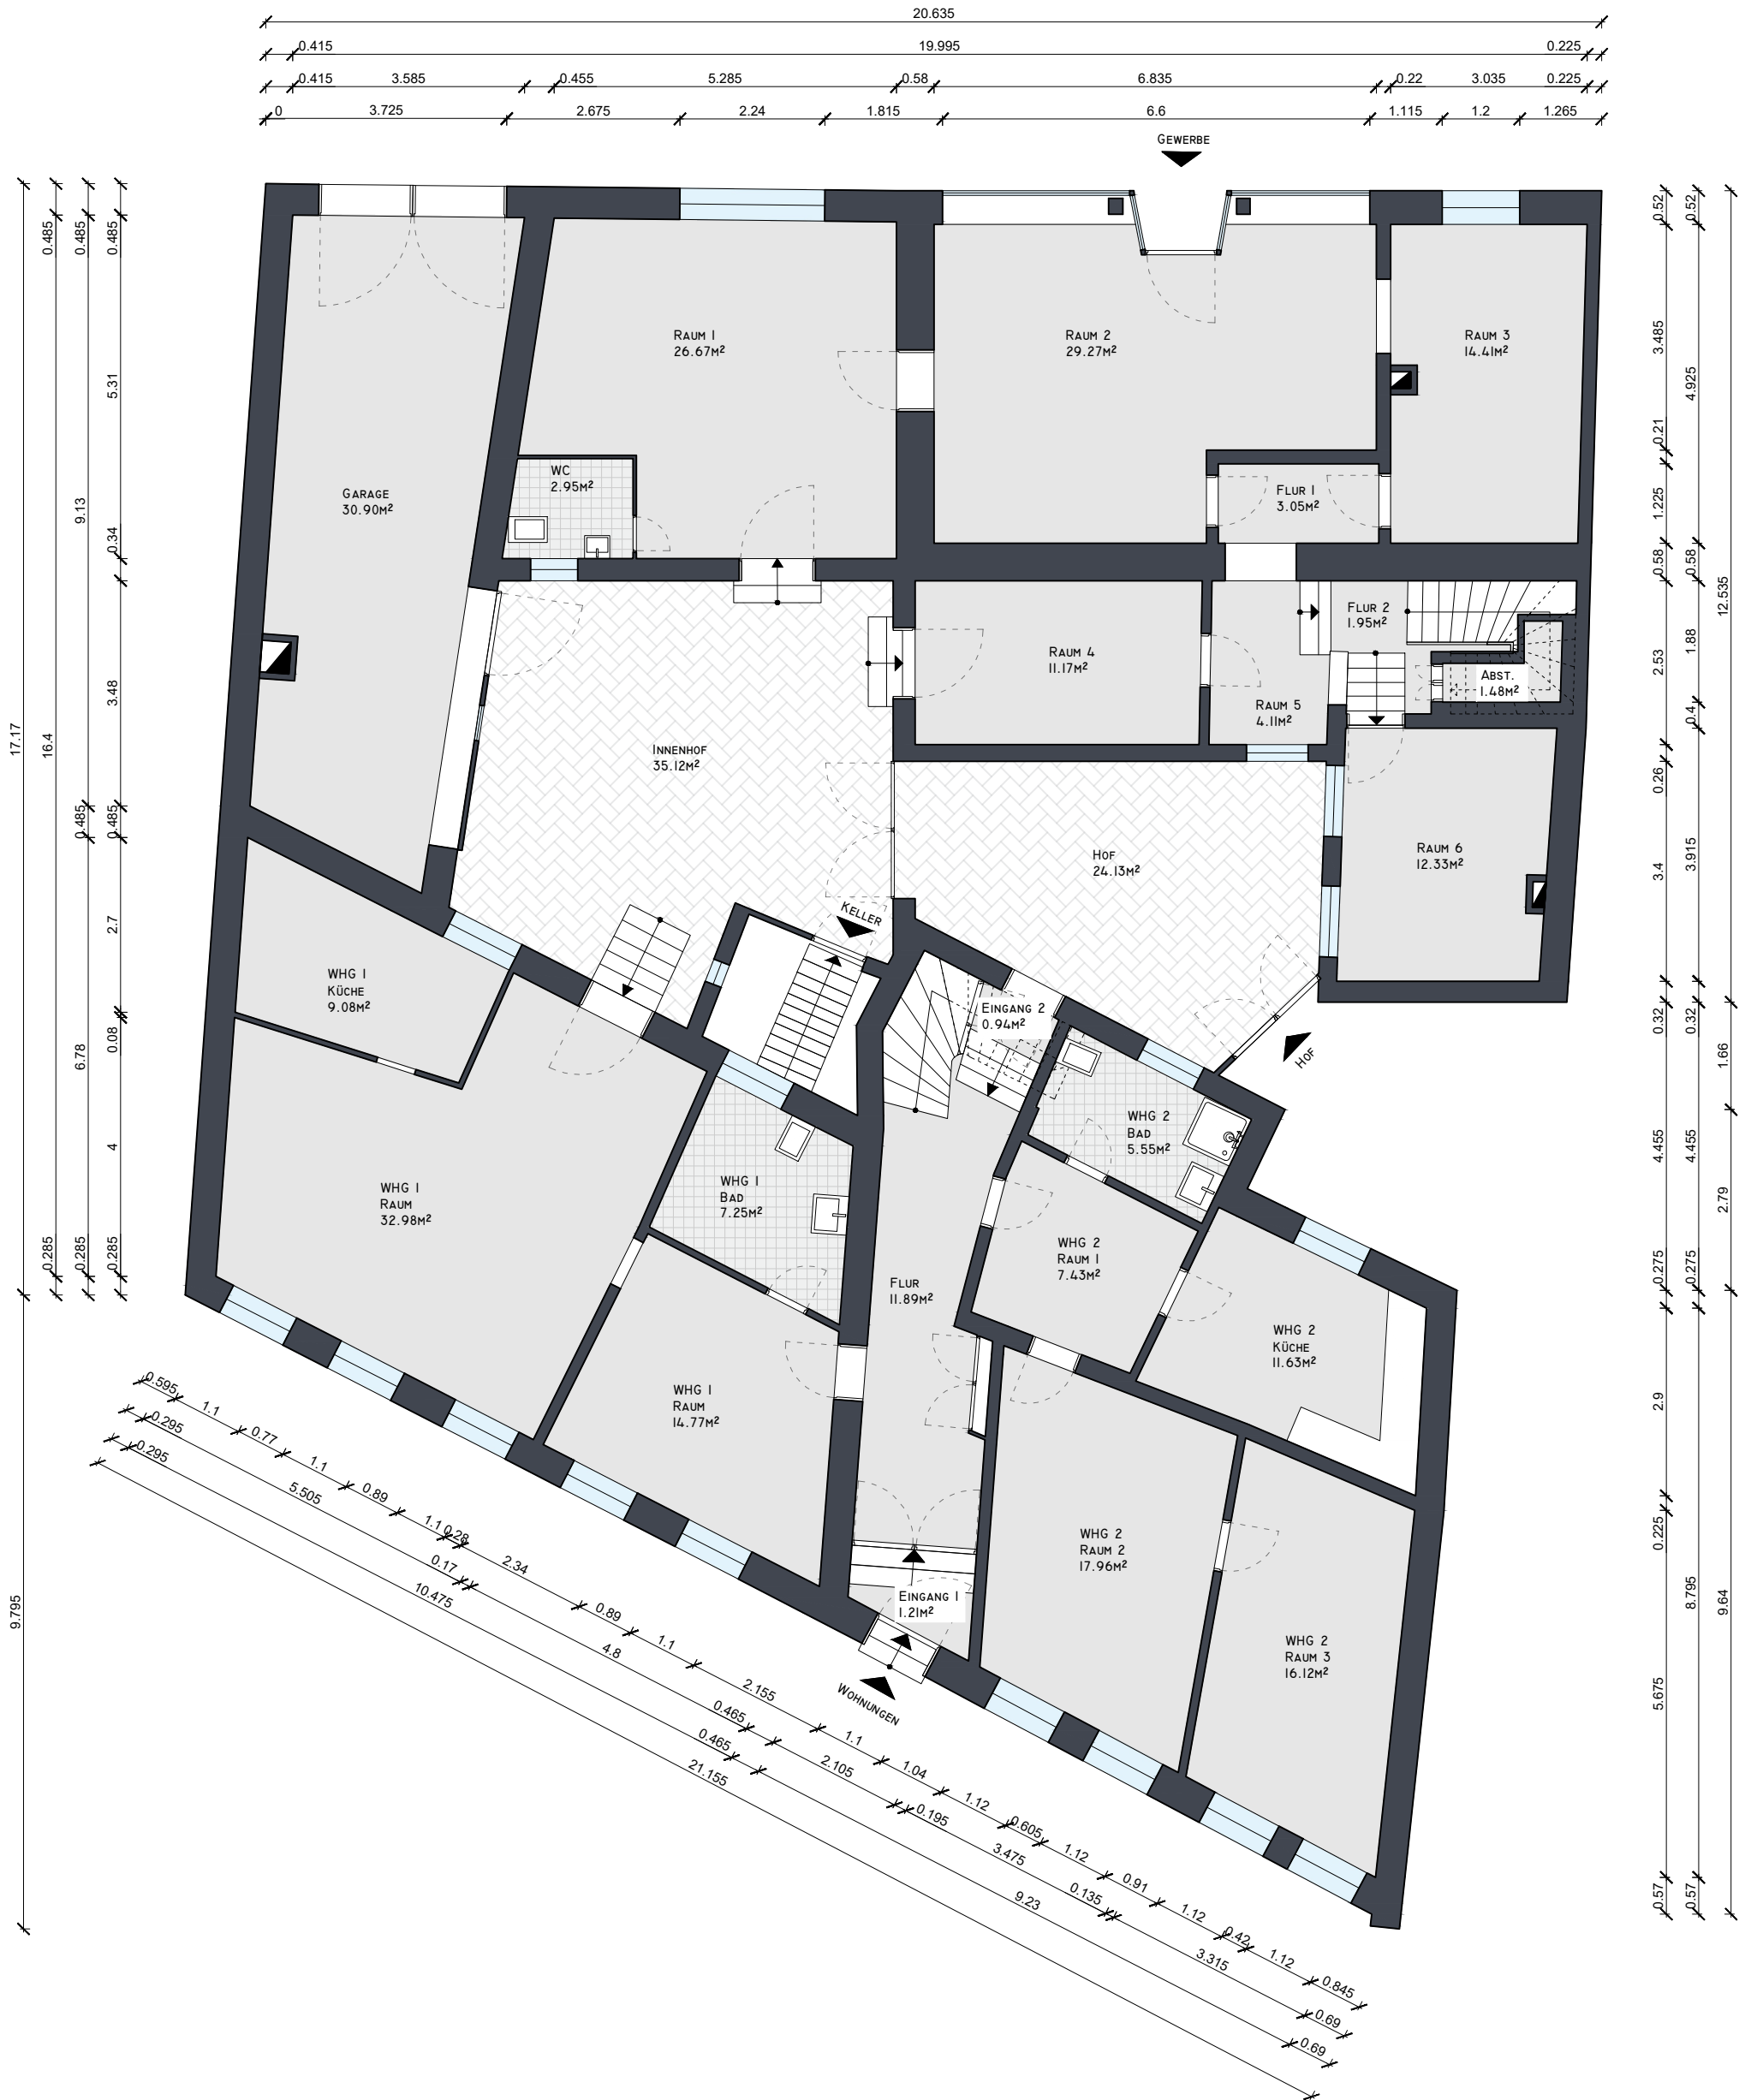 20.635
0.415 19.995 0.225
0.415 3.585 0.455 5.285 0.58 6.835 0.22 3.035 0.225
0 3.725 2.675 2.24 1.815 6.6 1.115 1.2 1.265
GEWERBE
0.485 0.485 0.485
0.52 0.52
RAUM 1
26.67M²
RAUM 2
29.27M²
RAUM 3
14.41M²
5.31
3.485
4.925
WC
2.95M²
GARAGE
30.90M²
FLUR 1
3.05M²
9.13
0.34
0.21
1.225
0.58 0.58
12.535
RAUM 4
11.17M²
FLUR 2
1.95M²
ABST.
1.48M²
RAUM 5
4.11M²
INNENHOF
35.12M²
17.17
16.4
3.48
2.53
1.88
0.4
0.26
0.485 0.485
HOF
24.13M²
RAUM 6
12.33M²
3.4
3.915
KELLER
2.7
WHG 1
KÜCHE
9.08M²
EINGANG 2
0.94M²
HOF
0.08
6.78
0.32 0.32
1.66
WHG 2
BAD
5.55M²
4
4.455 4.455
2.79
WHG 1
RAUM
32.98M²
WHG 1
BAD
7.25M²
WHG 2
RAUM 1
7.43M²
FLUR
11.89M²
0.285 0.285 0.285
0.275 0.275
WHG 2
KÜCHE
11.63M²
WHG 1
RAUM
14.77M²
2.9
0.225
WHG 2
RAUM 2
17.96M²
EINGANG 1
1.21M²
WHG 2
RAUM 3
16.12M²
WOHNUNGEN
9.795
8.795
9.64
5.675
0.57 0.57
0.595 1.1 0.77 1.1 0.89 1.1 0.28 2.34 0.89 1.1 2.155 1.1 1.04 1.12 0.605 1.12 0.91 1.12 0.42 1.12 0.845
0.295 5.505 0.17 4.8 0.465 2.105 0.195 3.475 0.135 3.315 0.69
0.295 10.475 0.465 9.23 0.69
21.155